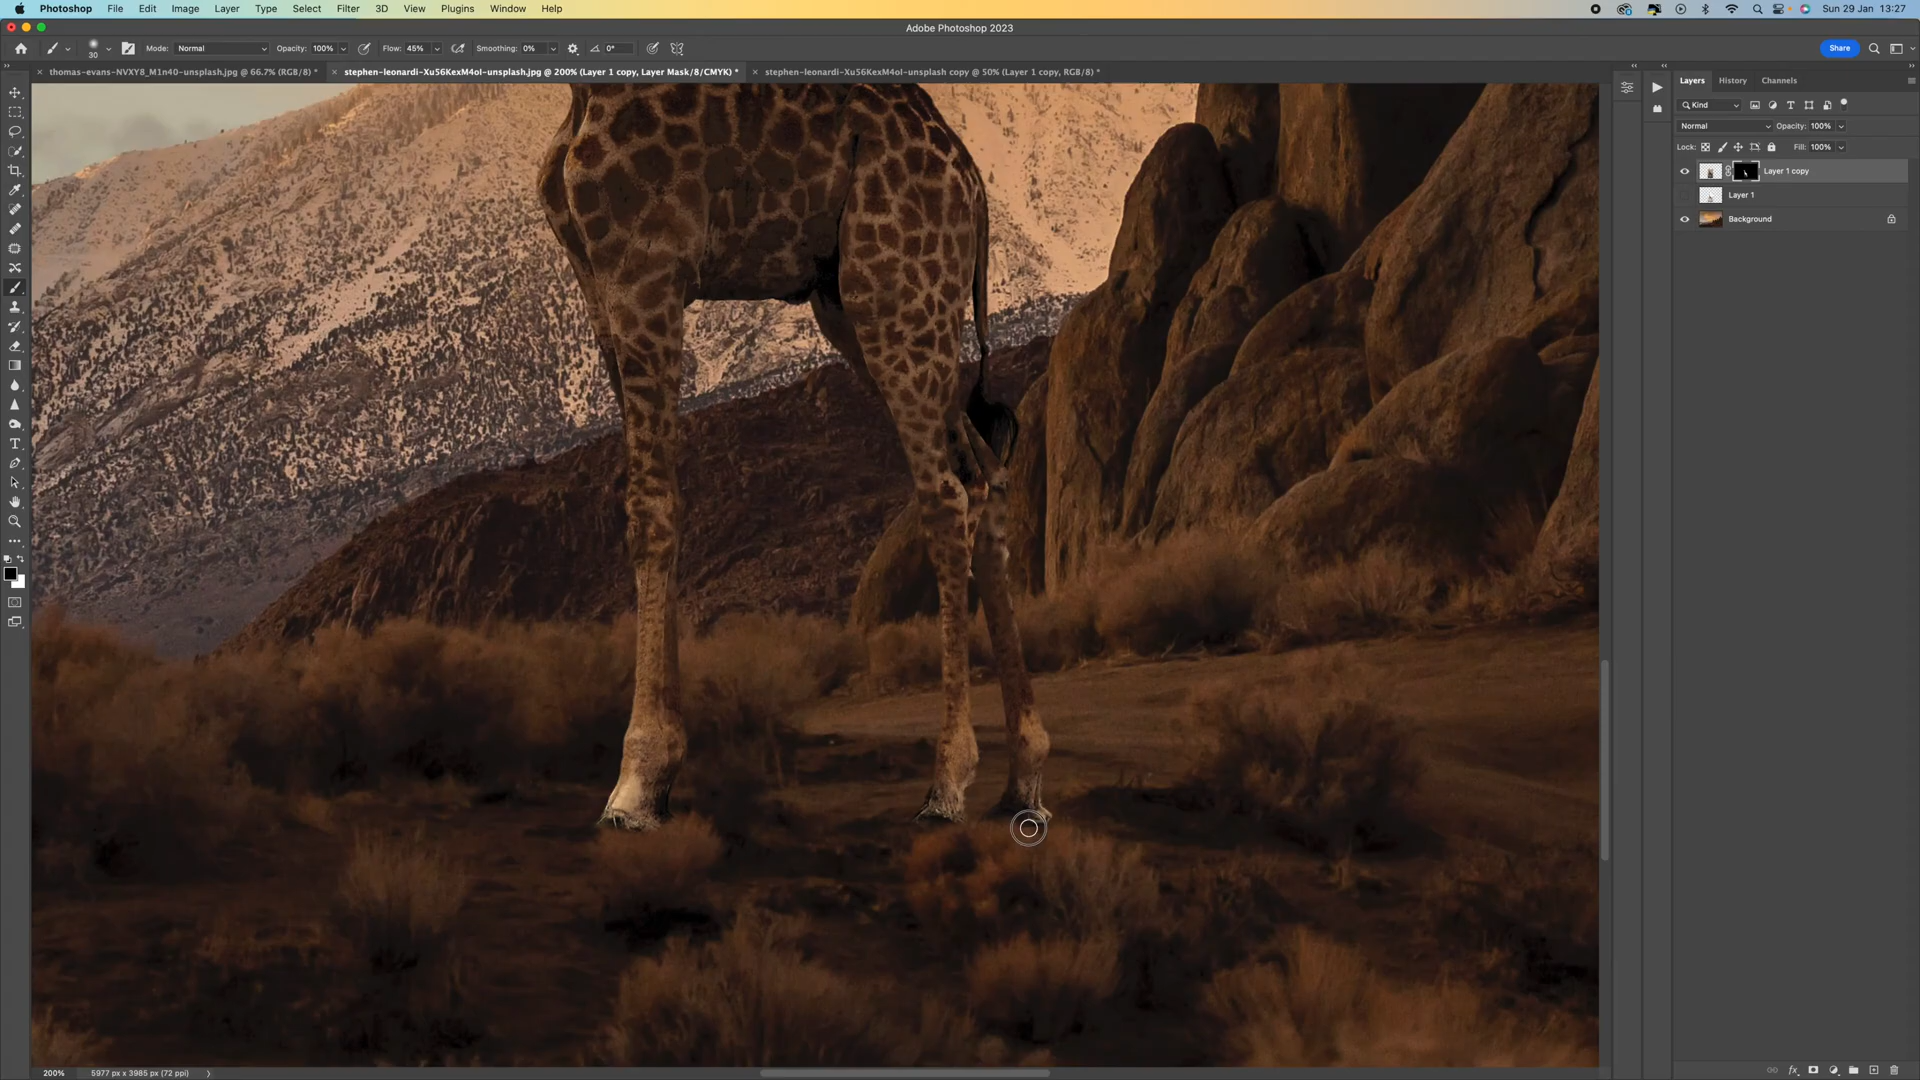 Photoshop File Edit Image Layer Type Select Filter 3D View Plugins Window Help Sun 29 Jan 13:27
Adobe Photoshop 2023
30 Mode: Normal Opacity: 100% Flow: 45% Smoothing: 0% 0° Share
thomas-evans-NVXY8_M1n40-unsplash.jpg @ 66.7% (RGB/8) * stephen-leonardi-Xu56KexM4oI-unsplash.jpg @ 200% (Layer 1 copy, Layer Mask/8/CMYK) * stephen-leonardi-Xu56KexM4oI-unsplash copy @ 50% (Layer 1 copy, RGB/8) *
Layers History Channels
Kind
Normal Opacity: 100%
Lock: Fill: 100%
Layer 1 copy
Layer 1
Background
200% 5977 px x 3985 px (72 ppi)